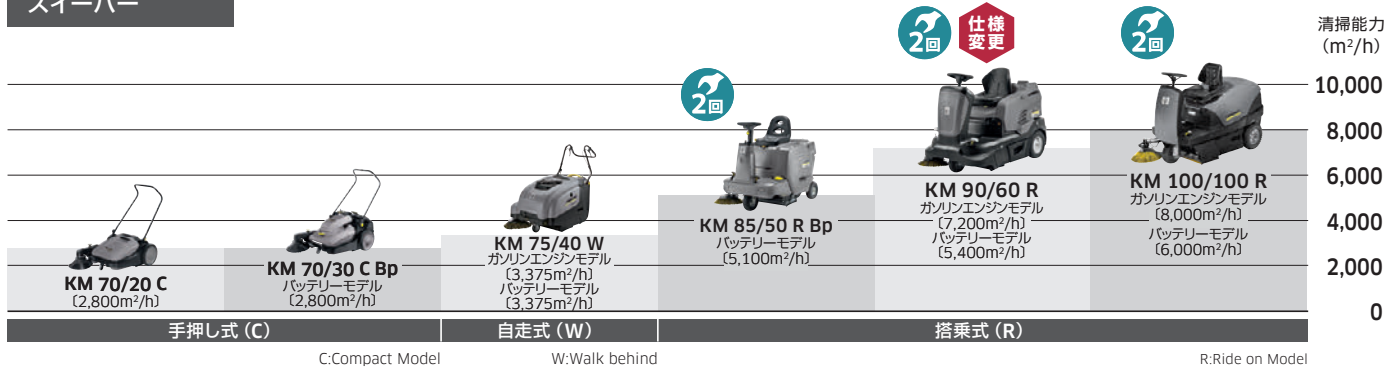 スイーパー
清掃能力
(m²/h)
2回
仕様
変更
2回
2回
10,000
8,000
6,000
4,000
2,000
0
KM 70/20 C
〔2,800m²/h〕
KM 70/30 C Bp
バッテリーモデル
〔2,800m²/h〕
KM 75/40 W
ガソリンエンジンモデル
〔3,375m²/h〕
バッテリーモデル
〔3,375m²/h〕
KM 85/50 R Bp
バッテリーモデル
〔5,100m²/h〕
KM 90/60 R
ガソリンエンジンモデル
〔7,200m²/h〕
バッテリーモデル
〔5,400m²/h〕
KM 100/100 R
ガソリンエンジンモデル
〔8,000m²/h〕
バッテリーモデル
〔6,000m²/h〕
手押し式（C）
自走式（W）
搭乗式（R）
C:Compact Model
W:Walk behind
R:Ride on Model